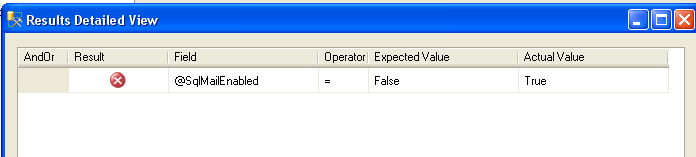 Results Detailed View
AndOr Result Field Operator Expected Value Actual Value
@SqlMailEnabled = False True